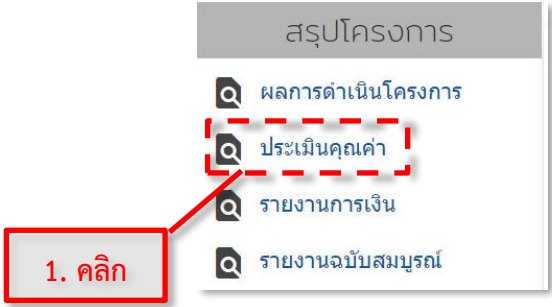 สรุปโครงการ
ผลการดำเนินโครงการ
ประเมินคุณค่า
รายงานการเงิน
รายงานฉบับสมบูรณ์
1. คลิก